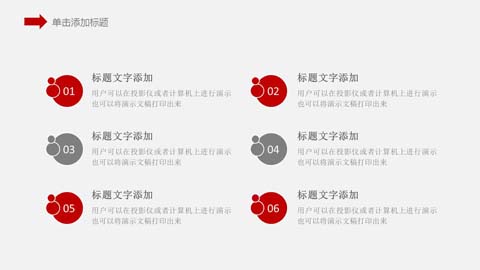 单击添加标题
01
标题文字添加
用户可以在投影仪或者计算机上进行演示
也可以将演示文稿打印出来
02
标题文字添加
用户可以在投影仪或者计算机上进行演示
也可以将演示文稿打印出来
03
标题文字添加
用户可以在投影仪或者计算机上进行演示
也可以将演示文稿打印出来
04
标题文字添加
用户可以在投影仪或者计算机上进行演示
也可以将演示文稿打印出来
05
标题文字添加
用户可以在投影仪或者计算机上进行演示
也可以将演示文稿打印出来
06
标题文字添加
用户可以在投影仪或者计算机上进行演示
也可以将演示文稿打印出来